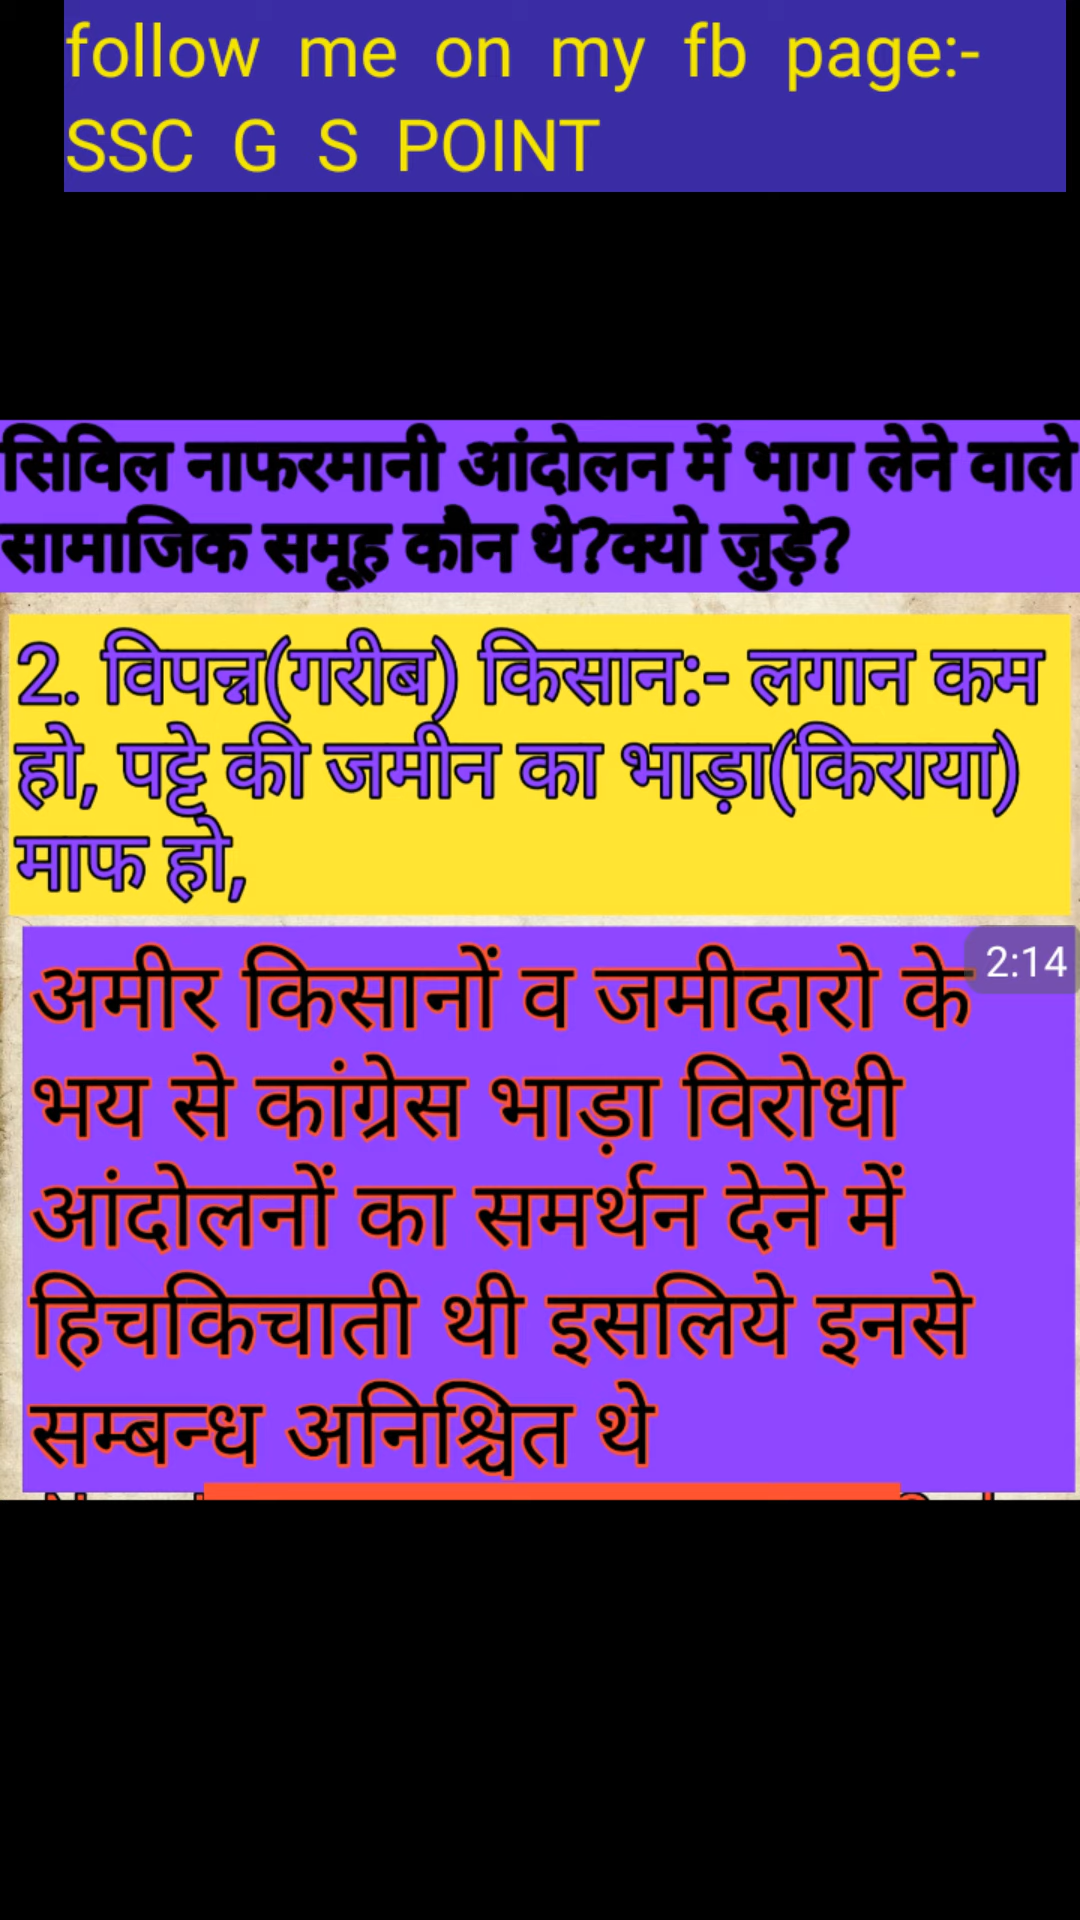 follow me on my fb page:-
SSC G S POINT
सिविल नाफरमानी आंदोलन में भाग लेने वाले
सामाजिक समूह कौन थे?क्यो जुड़े?
2. विपन्न(गरीब) किसान:- लगान कम
हो, पट्टे की जमीन का भाड़ा(किराया)
माफ हो,
2:14
अमीर किसानों व जमीदारो के
भय से कांग्रेस भाड़ा विरोधी
आंदोलनों का समर्थन देने में
हिचकिचाती थी इसलिये इनसे
सम्बन्ध अनिश्चित थे